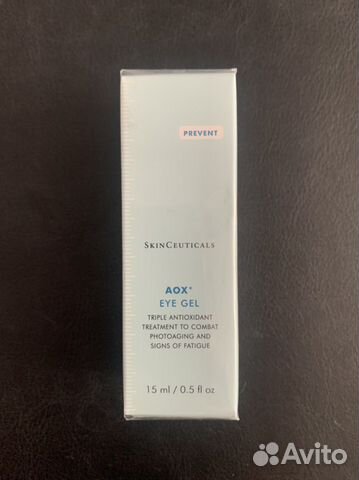 PREVENT
SKINCEUTICALS
AOX+
EYE GEL
TRIPLE ANTIOXIDANT
TREATMENT TO COMBAT
PHOTOAGING AND
SIGNS OF FATIGUE
15 ml / 0.5 fl oz
Avito